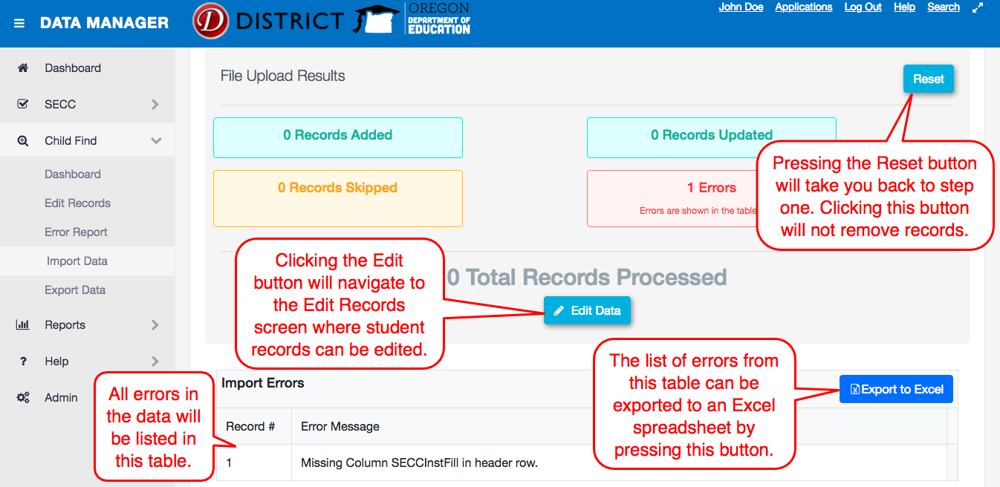 DATA MANAGER
D DISTRICT
OREGON
DEPARTMENT OF
EDUCATION
John Doe Applications Log Out Help Search
Dashboard
SECC
Child Find
Dashboard
Edit Records
Error Report
Import Data
Export Data
Reports
? Help
Admin
File Upload Results
Reset
0 Records Added
0 Records Updated
0 Records Skipped
1 Errors
Errors are shown in the table
Pressing the Reset button
will take you back to step
one. Clicking this button
will not remove records.
Clicking the Edit
button will navigate to
the Edit Records
screen where student
records can be edited.
0 Total Records Processed
Edit Data
The list of errors from
this table can be
exported to an Excel
spreadsheet by
pressing this button.
All errors in
the data will
be listed in
this table.
Import Errors
Export to Excel
Record # Error Message
1 Missing Column SECCInstFill in header row.